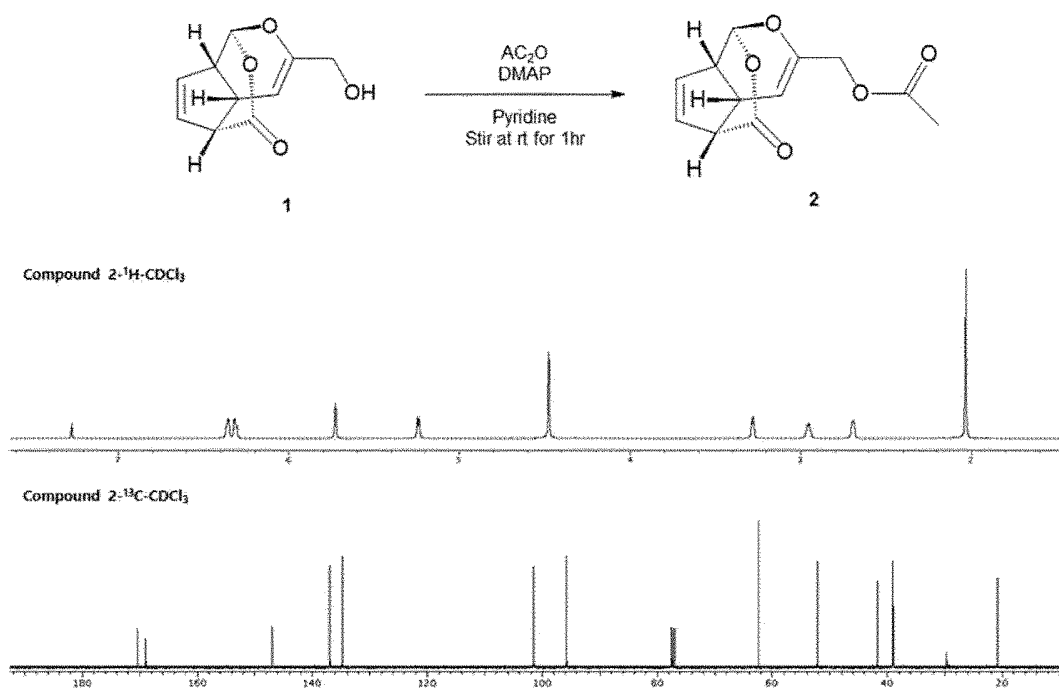 H
O
O
OH
H
O
H
1
AC₂O
DMAP
Pyridine
Stir at rt for 1hr
H
O
O
O
O
H
O
H
2
Compound 2-¹H-CDCl₃
7 6 5 4 3 2
Compound 2-¹³C-CDCl₃
180 160 140 120 100 80 60 40 20